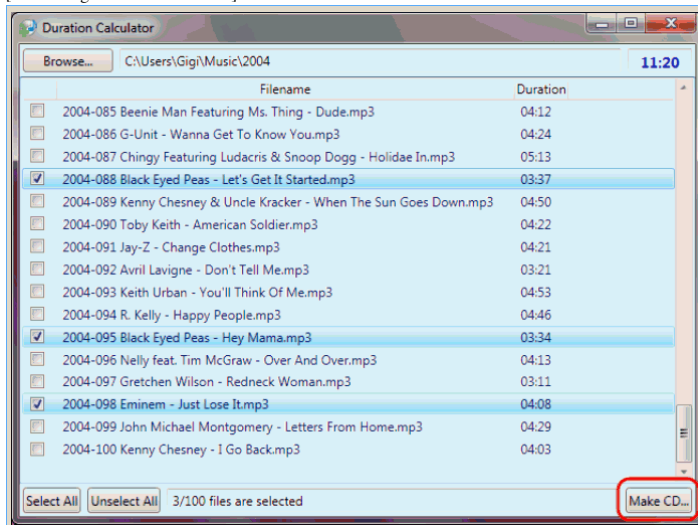 Duration Calculator
Browse... C:\Users\Gigi\Music\2004 11:20
Filename Duration
2004-085 Beenie Man Featuring Ms. Thing - Dude.mp3 04:12
2004-086 G-Unit - Wanna Get To Know You.mp3 04:24
2004-087 Chingy Featuring Ludacris & Snoop Dogg - Holidae In.mp3 05:13
2004-088 Black Eyed Peas - Let's Get It Started.mp3 03:37
2004-089 Kenny Chesney & Uncle Kracker - When The Sun Goes Down.mp3 04:50
2004-090 Toby Keith - American Soldier.mp3 04:22
2004-091 Jay-Z - Change Clothes.mp3 04:21
2004-092 Avril Lavigne - Don't Tell Me.mp3 03:21
2004-093 Keith Urban - You'll Think Of Me.mp3 04:53
2004-094 R. Kelly - Happy People.mp3 04:46
2004-095 Black Eyed Peas - Hey Mama.mp3 03:34
2004-096 Nelly feat. Tim McGraw - Over And Over.mp3 04:13
2004-097 Gretchen Wilson - Redneck Woman.mp3 03:11
2004-098 Eminem - Just Lose It.mp3 04:08
2004-099 John Michael Montgomery - Letters From Home.mp3 04:29
2004-100 Kenny Chesney - I Go Back.mp3 04:03
Select All Unselect All 3/100 files are selected Make CD...